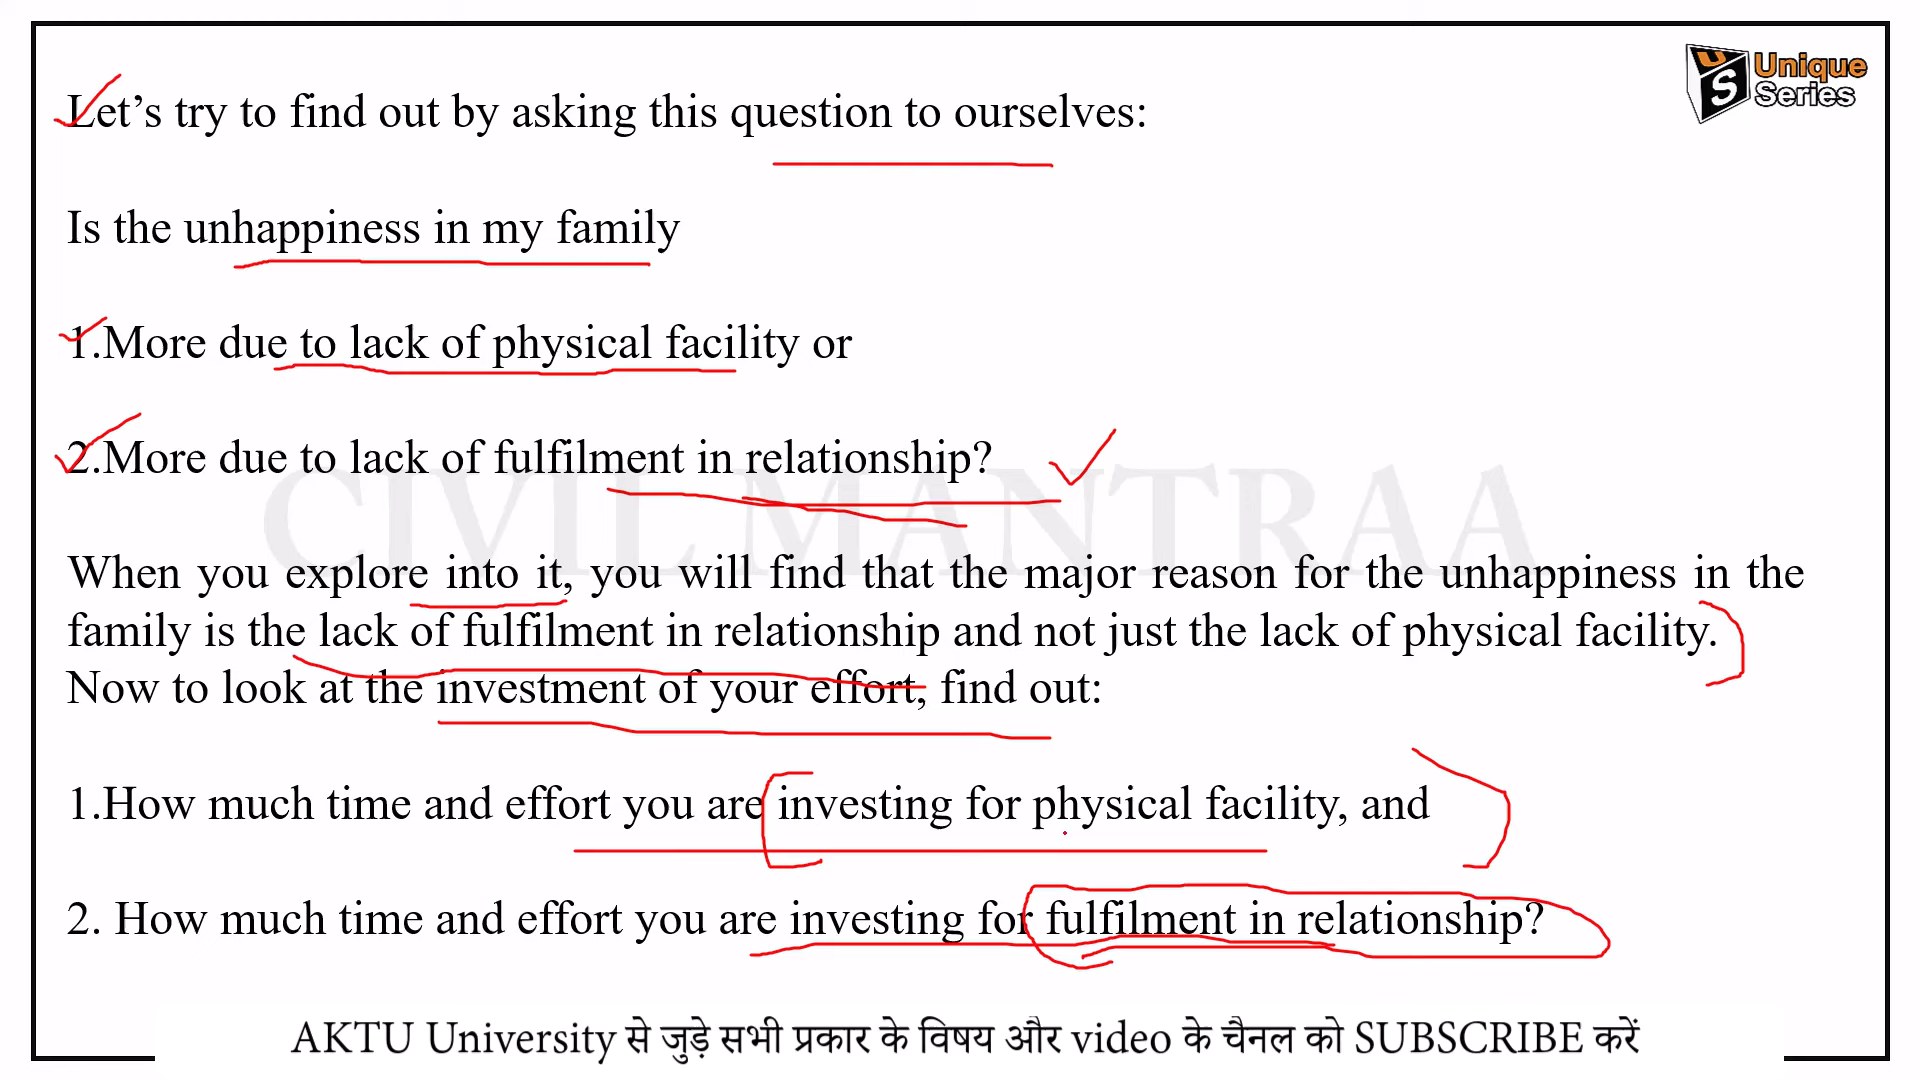 Unique
Series
US
Let’s try to find out by asking this question to ourselves:
Is the unhappiness in my family
1.More due to lack of physical facility or
2.More due to lack of fulfilment in relationship?
CIVIL MANTRAA
When you explore into it, you will find that the major reason for the unhappiness in the
family is the lack of fulfilment in relationship and not just the lack of physical facility.
Now to look at the investment of your effort, find out:
1.How much time and effort you are investing for physical facility, and
2. How much time and effort you are investing for fulfilment in relationship?
AKTU University से जुड़े सभी प्रकार के विषय और video के चैनल को SUBSCRIBE करें